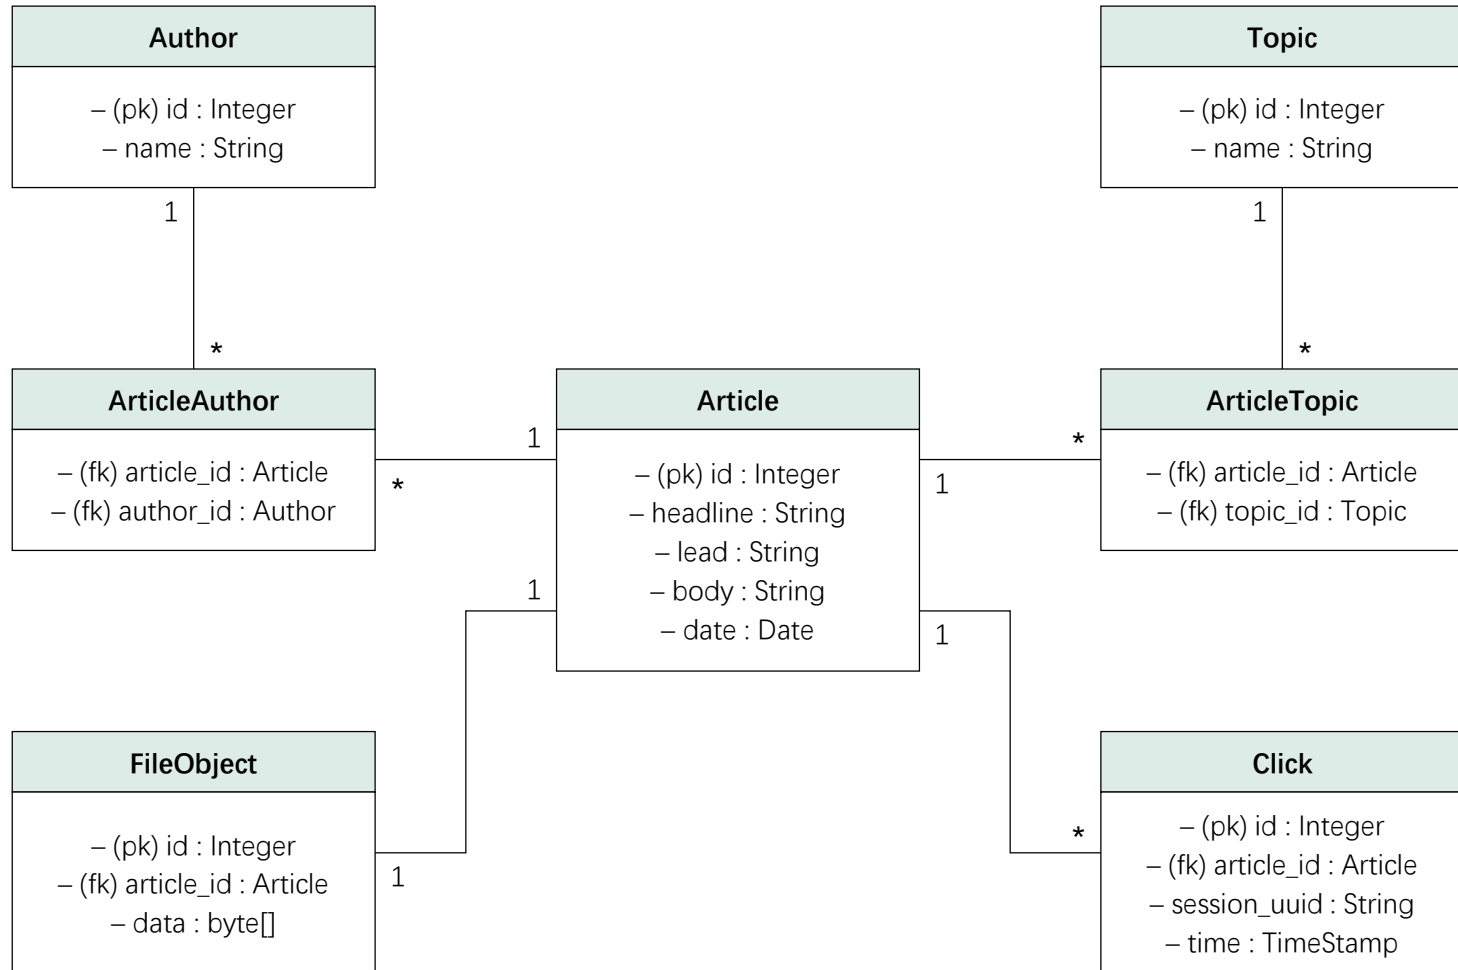 Author
– (pk) id : Integer
– name : String
1
*
Topic
– (pk) id : Integer
– name : String
1
*
ArticleAuthor
– (fk) article_id : Article
– (fk) author_id : Author
*
1
Article
– (pk) id : Integer
– headline : String
– lead : String
– body : String
– date : Date
1
*
ArticleTopic
– (fk) article_id : Article
– (fk) topic_id : Topic
1
1
FileObject
– (pk) id : Integer
– (fk) article_id : Article
– data : byte[]
1
*
Click
– (pk) id : Integer
– (fk) article_id : Article
– session_uuid : String
– time : TimeStamp